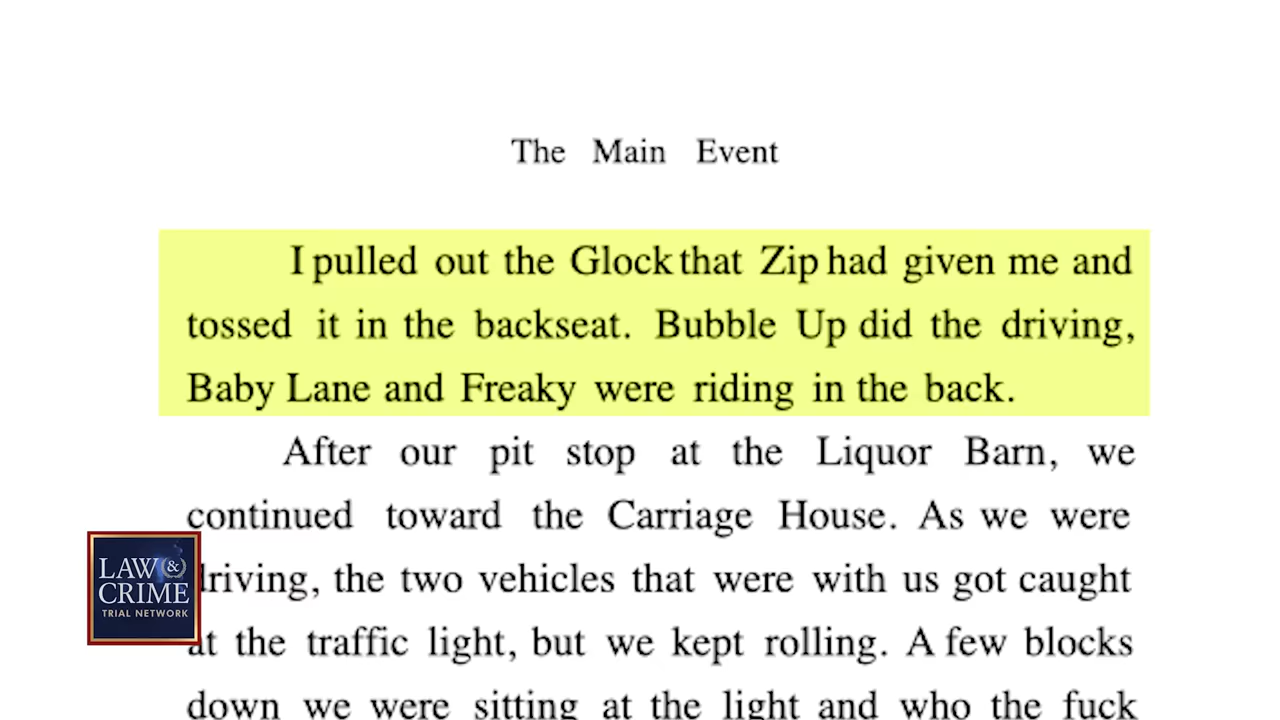 The Main Event
I pulled out the Glock that Zip had given me and
tossed it in the backseat. Bubble Up did the driving,
Baby Lane and Freaky were riding in the back.
After our pit stop at the Liquor Barn, we
continued toward the Carriage House. As we were
driving, the two vehicles that were with us got caught
at the traffic light, but we kept rolling. A few blocks
down we were sitting at the light and who the fuck
LAW &
CRIME
TRIAL NETWORK